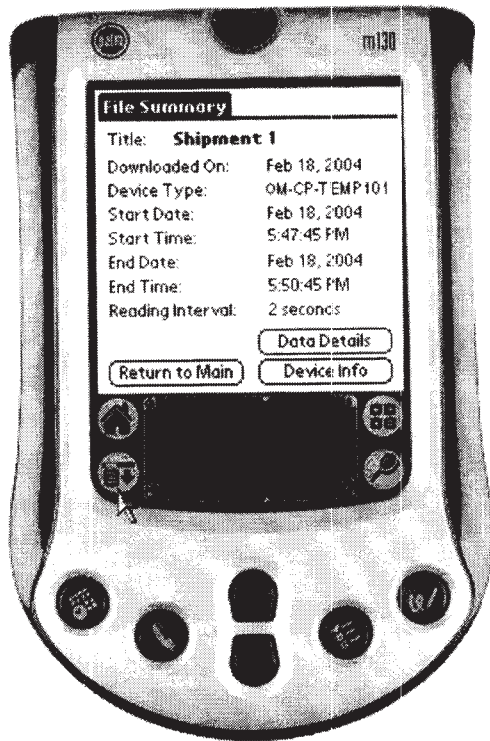 palm
m130
File Summary
Title: Shipment 1
Downloaded On: Feb 18, 2004
Device Type: OM-CP-TEMP101
Start Date: Feb 18, 2004
Start Time: 5:47:45 PM
End Date: Feb 18, 2004
End Time: 5:50:45 PM
Reading Interval: 2 seconds
Data Details
Return to Main Device Info